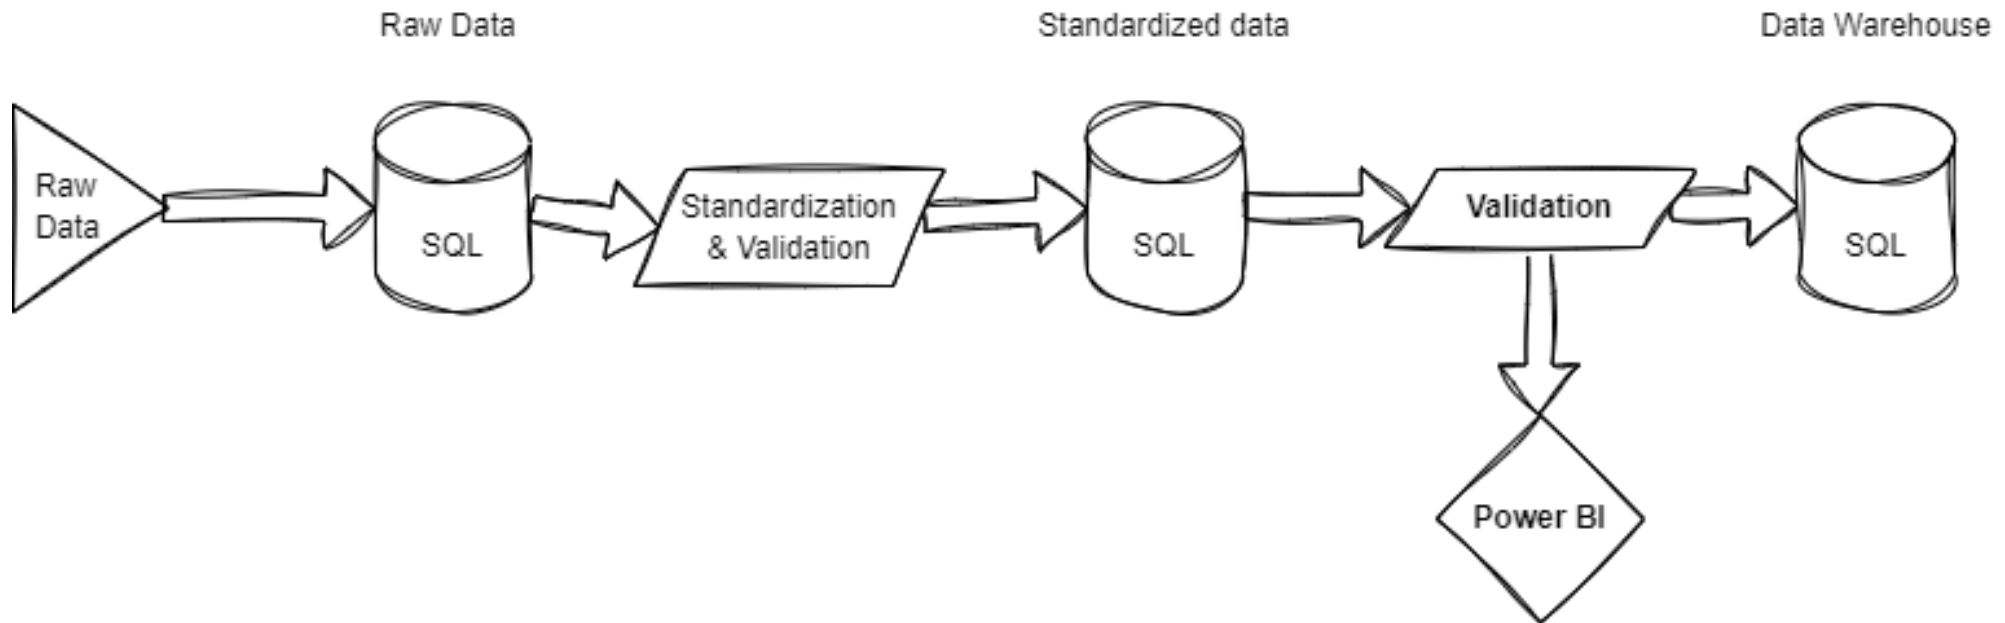 Raw Data
Standardized data
Data Warehouse
Raw
Data
SQL
Standardization
& Validation
SQL
Validation
SQL
Power BI